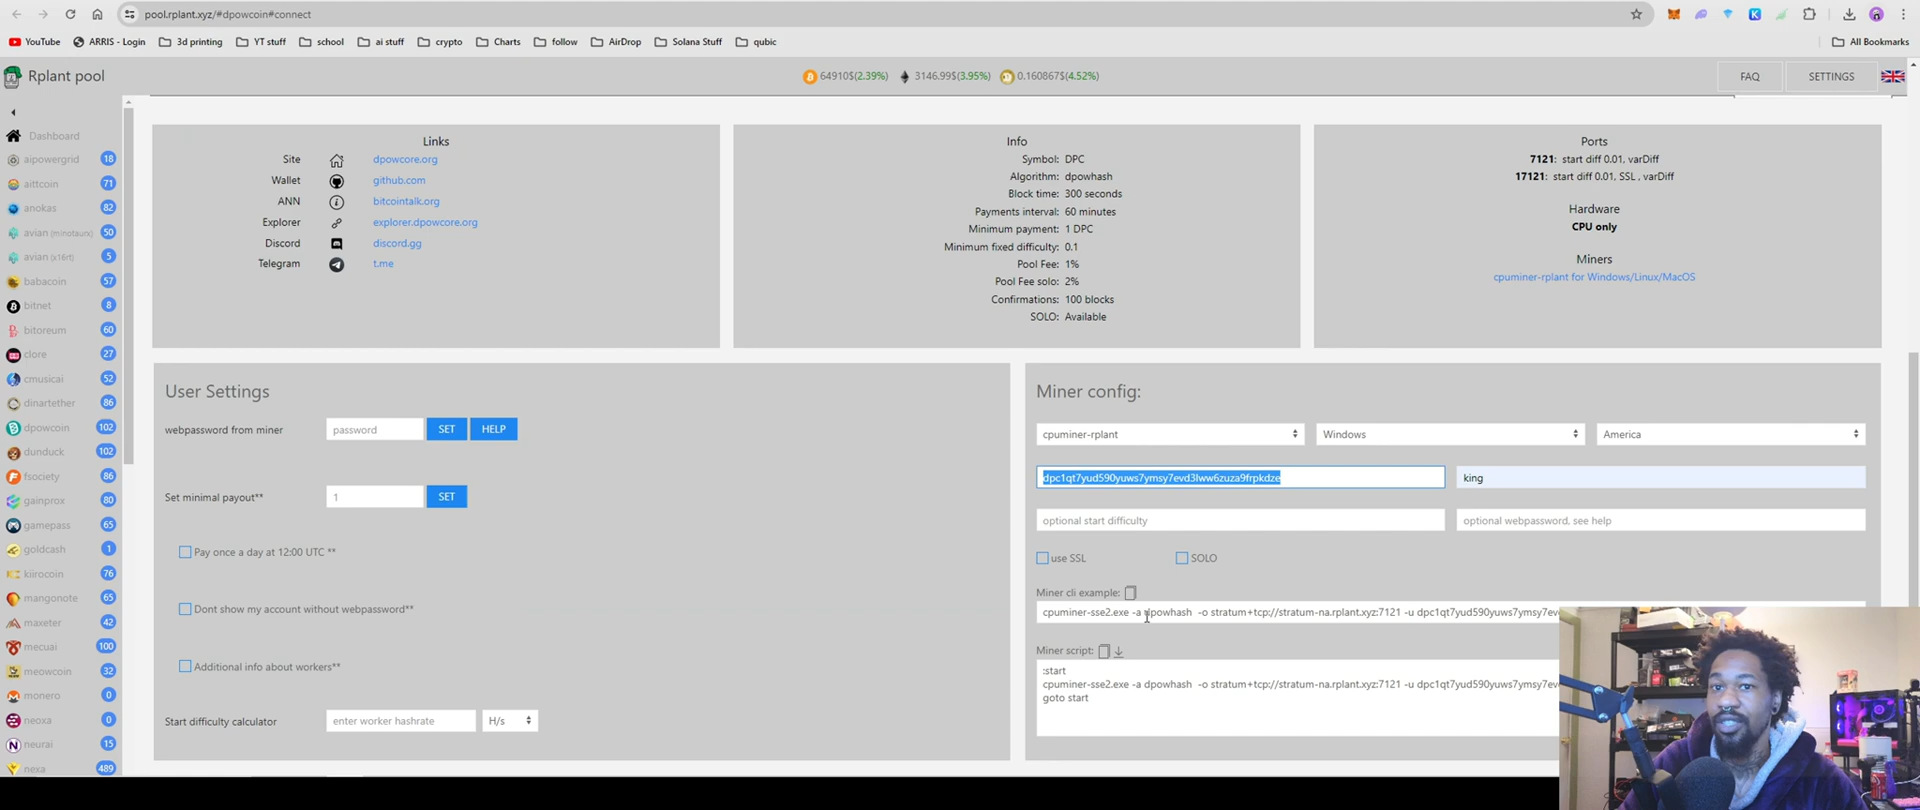 pool.rplant.xyz/#dpowcoin#connect
YouTube ARRIS - Login 3d printing YT stuff school ai stuff crypto Charts follow AirDrop Solana Stuff qubic All Bookmarks
Rplant pool 64910$(2.39%) 3146.99$(3.95%) 0.160867$(4.52%) FAQ SETTINGS
Dashboard
aipowergrid 18
aittcoin 71
anokas 82
avian (minotaurx) 50
avian (x16rt) 5
babacoin 57
bitnet 8
bitoreum 60
clore 27
cmusicai 52
dinartether 86
dpowcoin 102
dunduck 102
fsociety 86
gainprox 80
gamepass 65
goldcash 1
kiirocoin 76
mangonote 65
maxeter 42
mecuai 100
meowcoin 32
monero 0
neoxa 0
neurai 15
nexa 489
Links
Site dpowcore.org
Wallet github.com
ANN bitcointalk.org
Explorer explorer.dpowcore.org
Discord discord.gg
Telegram t.me
Info
Symbol: DPC
Algorithm: dpowhash
Block time: 300 seconds
Payments interval: 60 minutes
Minimum payment: 1 DPC
Minimum fixed difficulty: 0.1
Pool Fee: 1%
Pool Fee solo: 2%
Confirmations: 100 blocks
SOLO: Available
Ports
7121: start diff 0.01, varDiff
17121: start diff 0.01, SSL , varDiff
Hardware
CPU only
Miners
cpuminer-rplant for Windows/Linux/MacOS
User Settings
webpassword from miner password SET HELP
Set minimal payout** 1 SET
Pay once a day at 12:00 UTC **
Dont show my account without webpassword**
Additional info about workers**
Start difficulty calculator enter worker hashrate H/s
Miner config:
cpuminer-rplant Windows America
dpc1qt7yud590yuws7ymsy7evd3lww6zuza9frpkdze king
optional start difficulty optional webpassword, see help
use SSL SOLO
Miner cli example:
cpuminer-sse2.exe -a dpowhash -o stratum+tcp://stratum-na.rplant.xyz:7121 -u dpc1qt7yud590yuws7ymsy7ev
Miner script:
:start
cpuminer-sse2.exe -a dpowhash -o stratum+tcp://stratum-na.rplant.xyz:7121 -u dpc1qt7yud590yuws7ymsy7ev
goto start